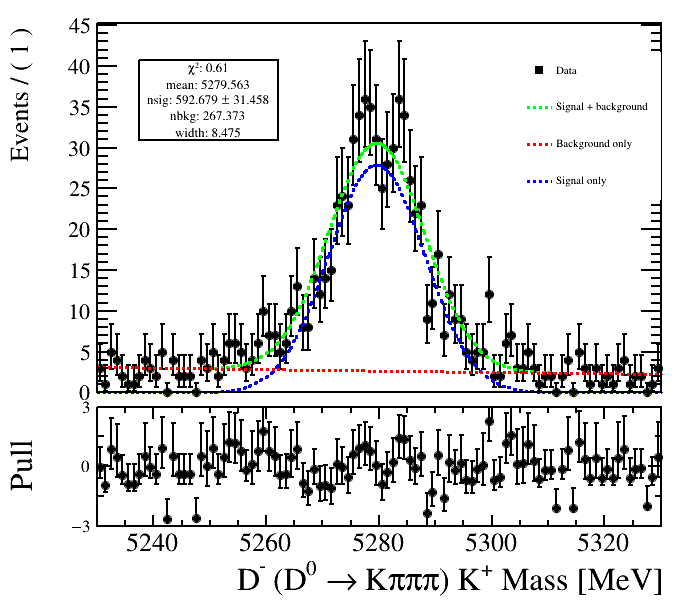 45
40
35
30
25
20
15
10
5
0
Events / ( 1 )
χ²: 0.61
mean: 5279.563
nsig: 592.679 ± 31.458
nbkg: 267.373
width: 8.475
Data
Signal + background
Background only
Signal only
3
0
−3
Pull
5240 5260 5280 5300 5320
D⁻ (D⁰ → Kπππ) K⁺ Mass [MeV]